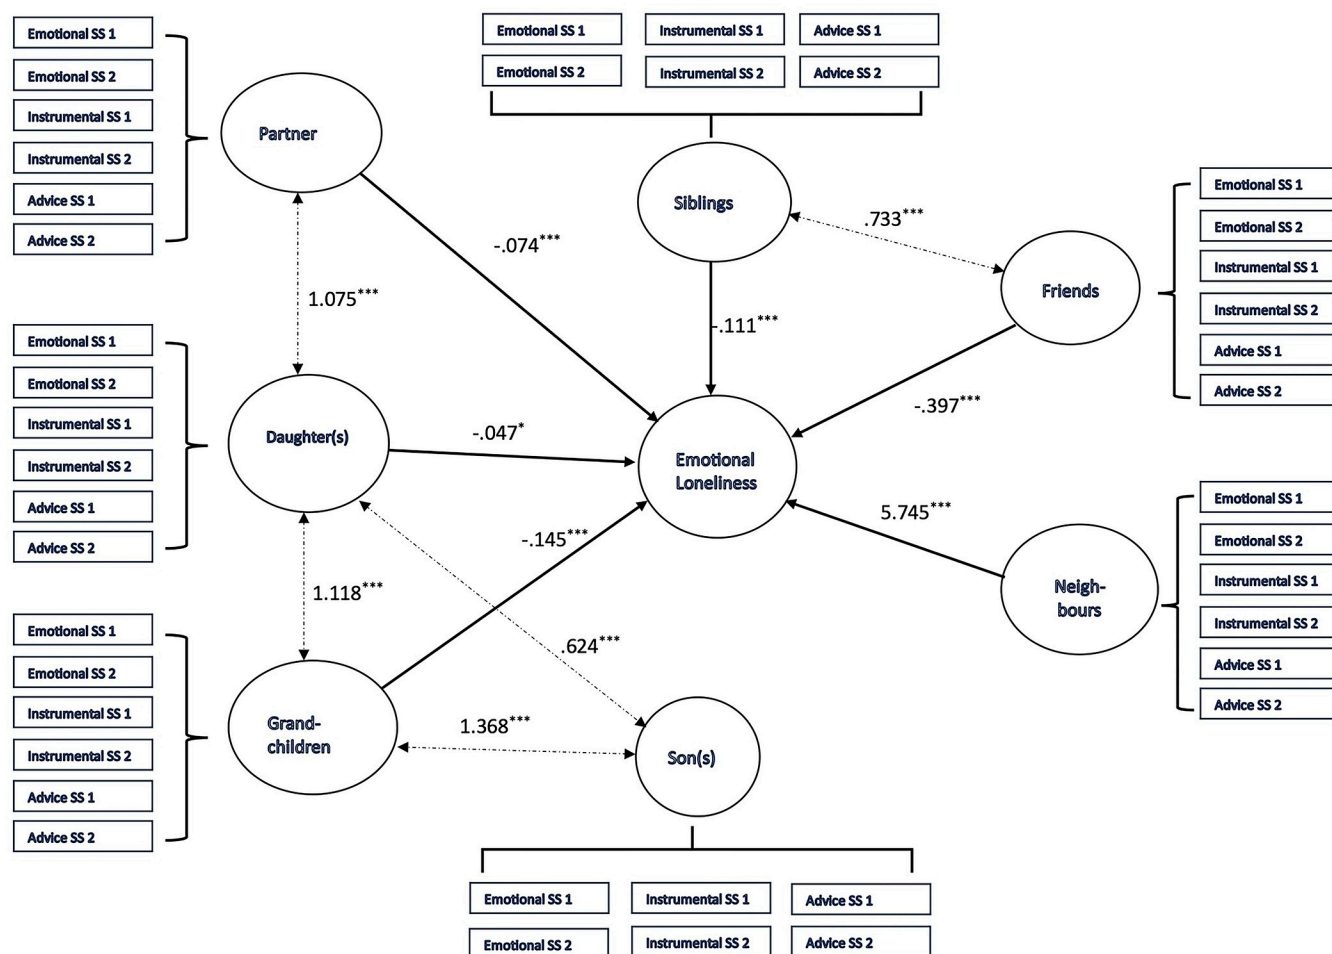 Emotional SS 1
Emotional SS 2
Instrumental SS 1
Instrumental SS 2
Advice SS 1
Advice SS 2
Partner
Emotional SS 1
Instrumental SS 1
Advice SS 1
Emotional SS 2
Instrumental SS 2
Advice SS 2
Siblings
.733***
Emotional SS 1
Emotional SS 2
Instrumental SS 1
Instrumental SS 2
Advice SS 1
Advice SS 2
Friends
-.074***
1.075***
-.111***
-.397***
Emotional SS 1
Emotional SS 2
Instrumental SS 1
Instrumental SS 2
Advice SS 1
Advice SS 2
Daughter(s)
-.047*
Emotional
Loneliness
5.745***
Emotional SS 1
Emotional SS 2
Instrumental SS 1
Instrumental SS 2
Advice SS 1
Advice SS 2
Neigh-
bours
-.145***
1.118***
.624***
Emotional SS 1
Emotional SS 2
Instrumental SS 1
Instrumental SS 2
Advice SS 1
Advice SS 2
Grand-
children
1.368***
Son(s)
Emotional SS 1
Instrumental SS 1
Advice SS 1
Emotional SS 2
Instrumental SS 2
Advice SS 2